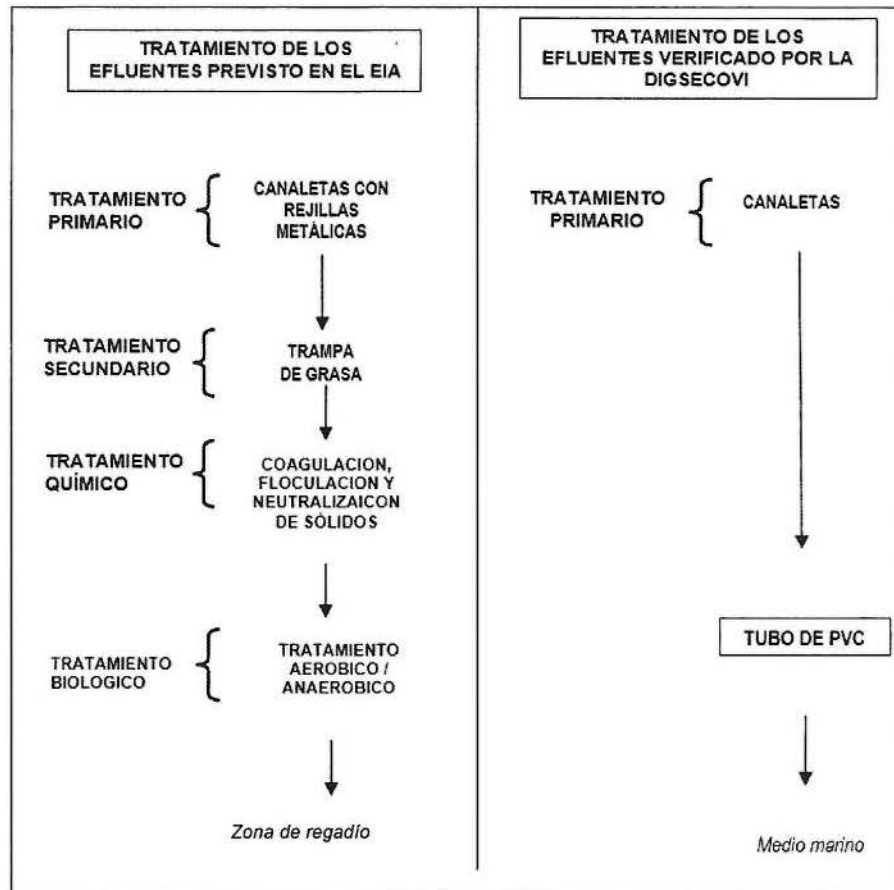 TRATAMIENTO DE LOS
EFLUENTES PREVISTO EN EL EIA
TRATAMIENTO
PRIMARIO
CANALETAS CON
REJILLAS
METÀLICAS
TRATAMIENTO
SECUNDARIO
TRAMPA
DE GRASA
TRATAMIENTO
QUÍMICO
COAGULACION,
FLOCULACION Y
NEUTRALIZAICON
DE SÓLIDOS
TRATAMIENTO
BIOLOGICO
TRATAMIENTO
AEROBICO /
ANAEROBICO
Zona de regadío
TRATAMIENTO DE LOS
EFLUENTES VERIFICADO POR LA
DIGSECOVI
TRATAMIENTO
PRIMARIO
CANALETAS
TUBO DE PVC
Medio marino